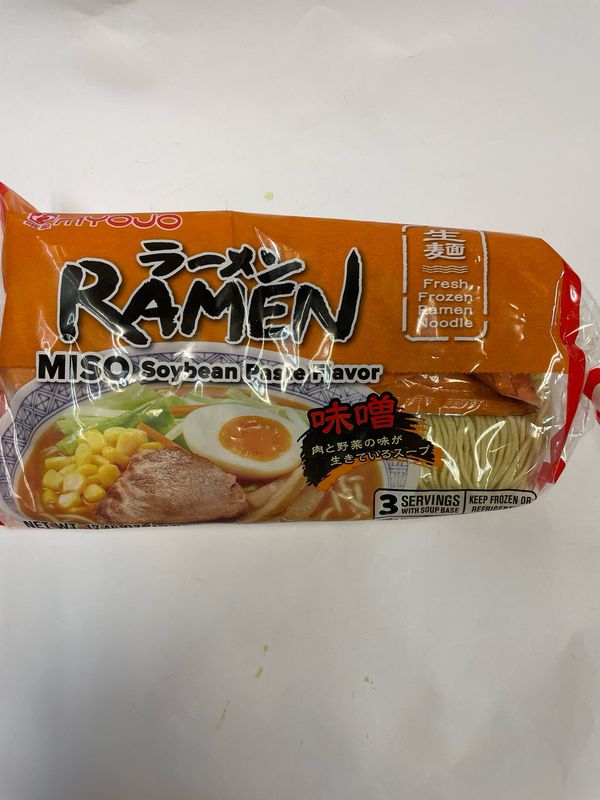 MYOJO
生
麺
Fresh
Frozen
Ramen
Noodle
ラーメン
RAMEN
MISO Soybean Paste Flavor
味噌
肉と野菜の味が
生きているスープ
3 SERVINGS
WITH SOUP BASE
KEEP FROZEN OR
NET WT.